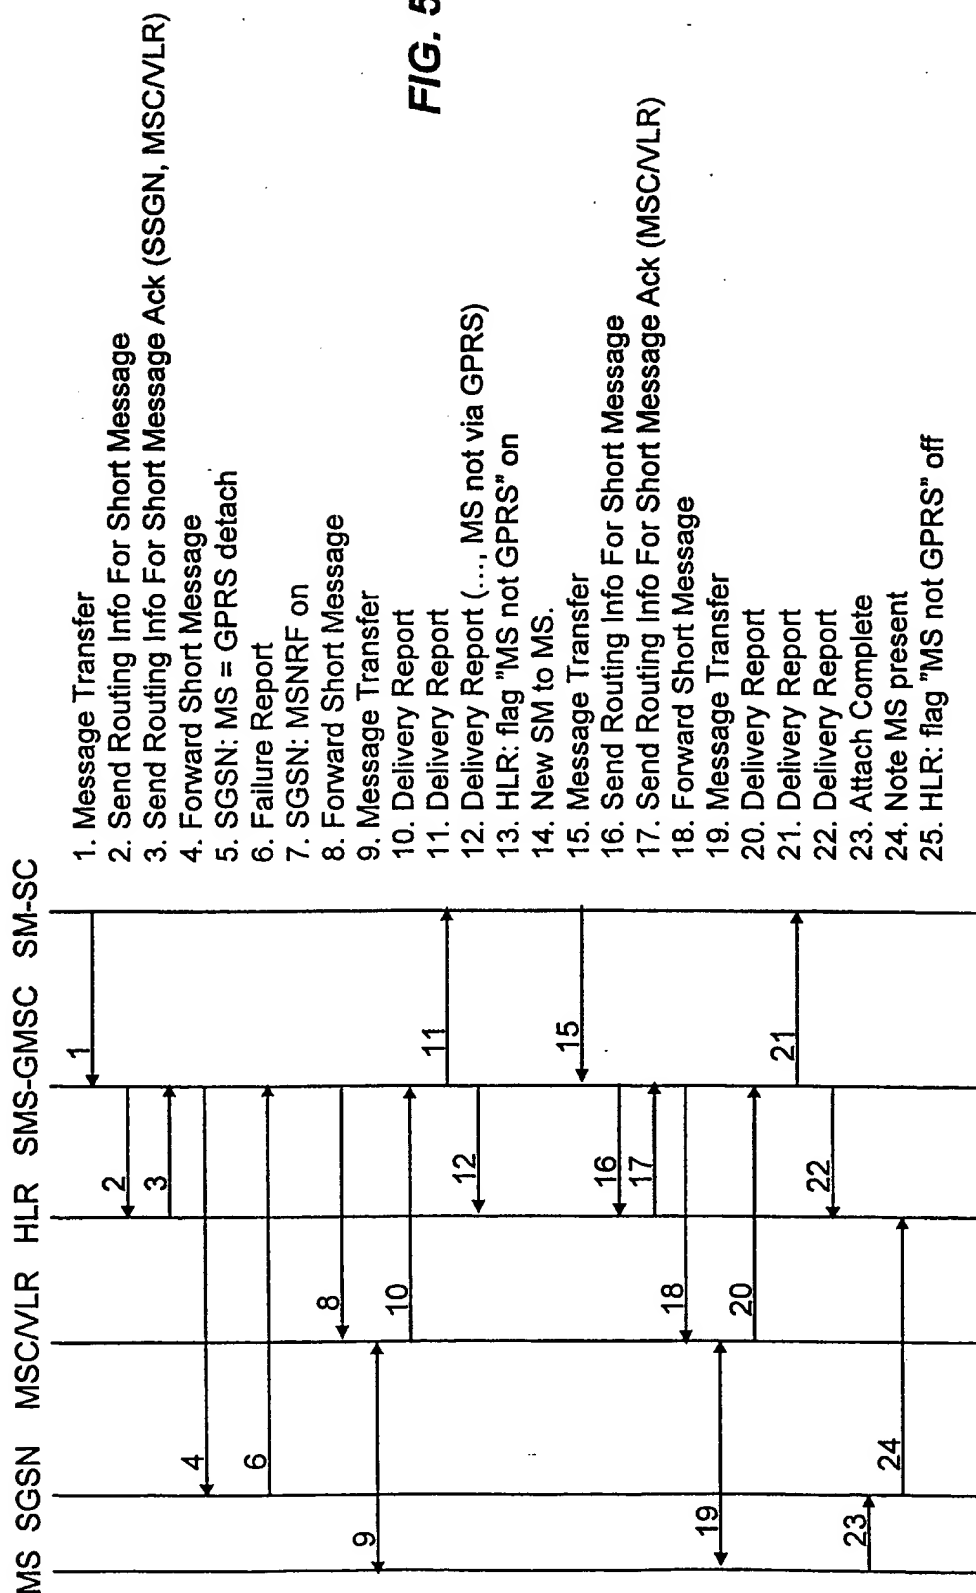 FIG. 5
MS SGSN MSC/VLR HLR SMS-GMSC SM-SC
1
2
3
4
6
8
9
10
11
12
15
16
17
18
19
20
21
22
23
24
1. Message Transfer
2. Send Routing Info For Short Message
3. Send Routing Info For Short Message Ack (SSGN, MSC/VLR)
4. Forward Short Message
5. SGSN: MS = GPRS detach
6. Failure Report
7. SGSN: MSNRF on
8. Forward Short Message
9. Message Transfer
10. Delivery Report
11. Delivery Report
12. Delivery Report (..., MS not via GPRS)
13. HLR: flag "MS not GPRS" on
14. New SM to MS.
15. Message Transfer
16. Send Routing Info For Short Message
17. Send Routing Info For Short Message Ack (MSC/VLR)
18. Forward Short Message
19. Message Transfer
20. Delivery Report
21. Delivery Report
22. Delivery Report
23. Attach Complete
24. Note MS present
25. HLR: flag "MS not GPRS" off